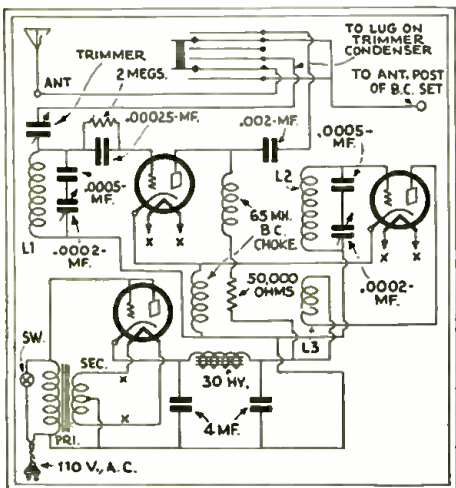 TO LUG ON
TRIMMER
CONDENSER
TRIMMER
2 MEGS.
ANT
TO ANT. POST
OF B.C. SET
.00025-MF.
.002-MF.
.0005-
MF.
.0005-
MF.
L2
L1
.0002-
MF.
X
X
65 MH.
B.C.
CHOKE
X
X
.0002-
MF.
50,000
OHMS
L3
SW.
SEC.
X
X
30 HY.
PRI.
4 MF.
110 V., A.C.